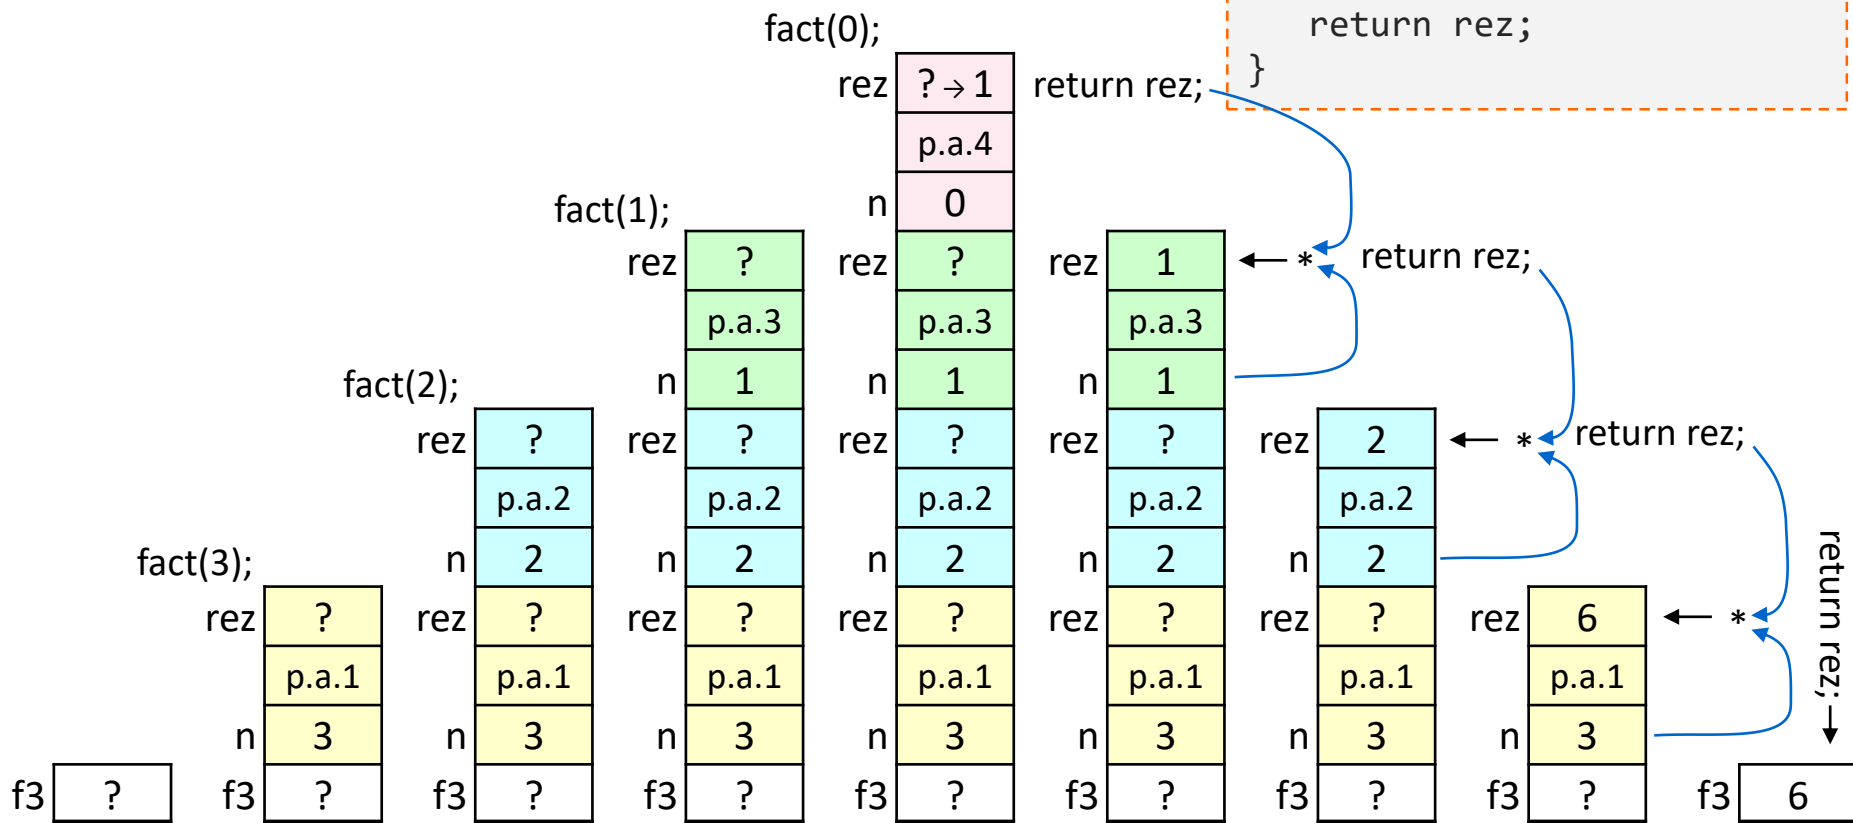 fact(0); return rez;
rez ? → 1 return rez; }
p.a.4
fact(1); n 0
rez ? rez ? rez 1 ← * return rez;
p.a.3 p.a.3 p.a.3
fact(2); n 1 n 1 n 1
rez ? rez ? rez ? rez ? rez 2 ← * return rez;
p.a.2 p.a.2 p.a.2 p.a.2 p.a.2
fact(3); n 2 n 2 n 2 n 2 n 2
rez ? rez ? rez ? rez ? rez ? rez ? rez 6 ← *
p.a.1 p.a.1 p.a.1 p.a.1 p.a.1 p.a.1 p.a.1
return rez; →
n 3 n 3 n 3 n 3 n 3 n 3 n 3
f3 ? f3 ? f3 ? f3 ? f3 ? f3 ? f3 ? f3 ? f3 6